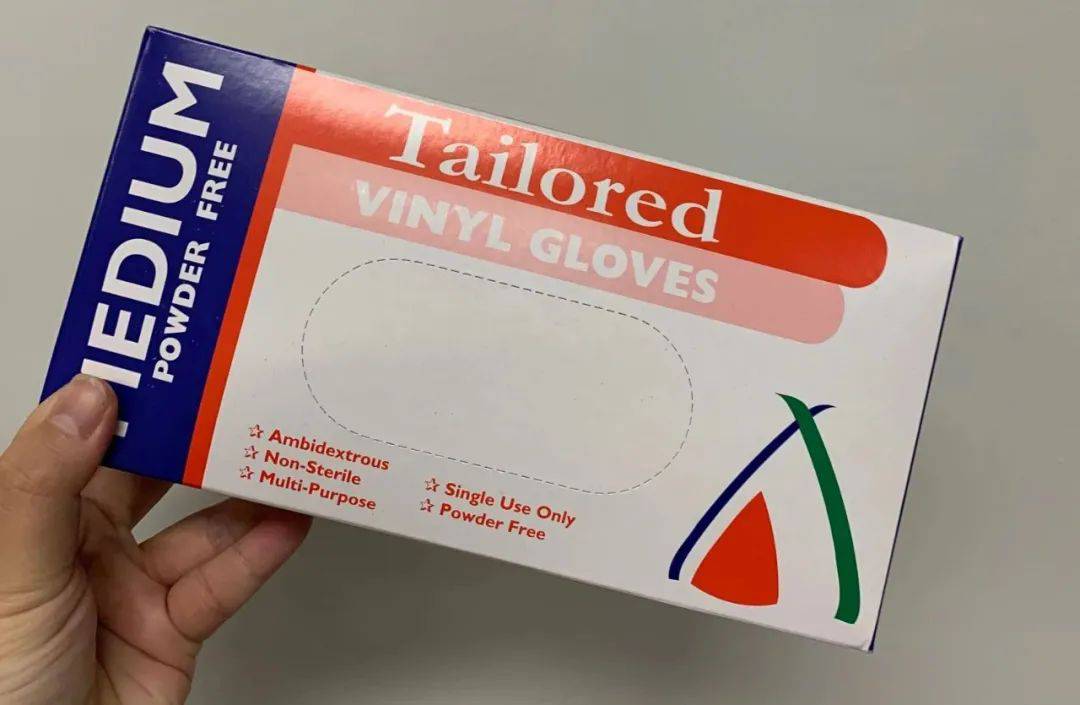 MEDIUM
POWDER FREE
Tailored
VINYL GLOVES
☆ Ambidextrous
☆ Non-Sterile
☆ Multi-Purpose
☆ Single Use Only
☆ Powder Free